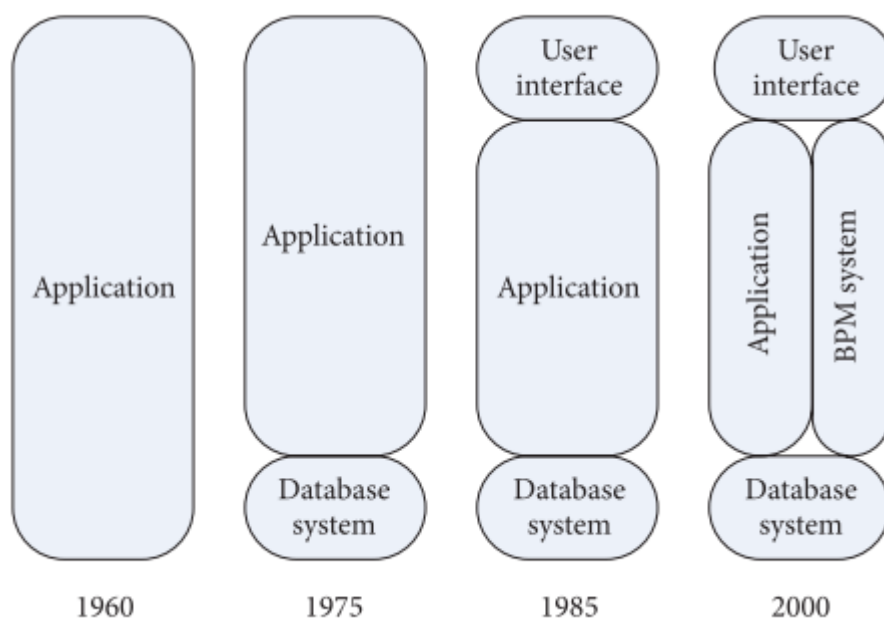 Application
1960
Application
Database
system
1975
User
interface
Application
Database
system
1985
User
interface
Application
BPM system
Database
system
2000